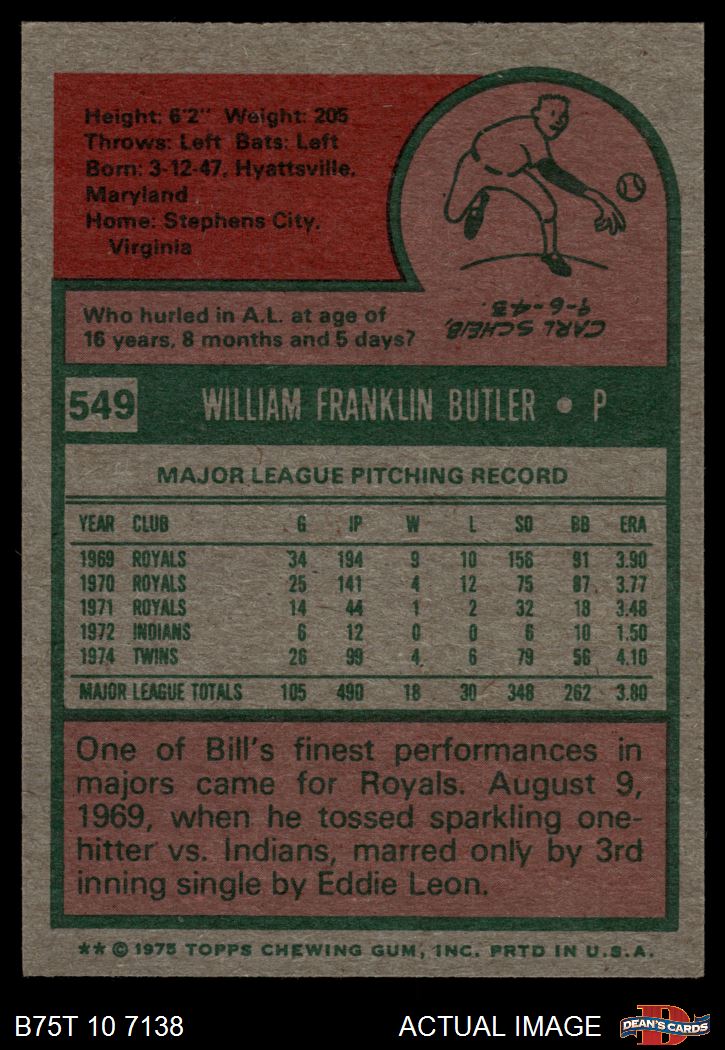 Height: 6'2" Weight: 205
Throws: Left Bats: Left
Born: 3-12-47, Hyattsville,
Maryland
Home: Stephens City,
Virginia
Who hurled in A.L. at age of
16 years, 8 months and 5 days?
CARL SCHEIB,
9-6-43.
549 WILLIAM FRANKLIN BUTLER • P
MAJOR LEAGUE PITCHING RECORD
YEAR CLUB G IP W L SO BB ERA
1969 ROYALS 34 194 9 10 156 91 3.90
1970 ROYALS 25 141 4 12 75 87 3.77
1971 ROYALS 14 44 1 2 32 18 3.48
1972 INDIANS 6 12 0 0 6 10 1.50
1974 TWINS 26 99 4 6 79 56 4.10
MAJOR LEAGUE TOTALS 105 490 18 30 348 262 3.80
One of Bill's finest performances in
majors came for Royals. August 9,
1969, when he tossed sparkling one-
hitter vs. Indians, marred only by 3rd
inning single by Eddie Leon.
** © 1975 TOPPS CHEWING GUM, INC. PRTD IN U.S.A.
B75T 10 7138 ACTUAL IMAGE
D
DEAN'S CARDS